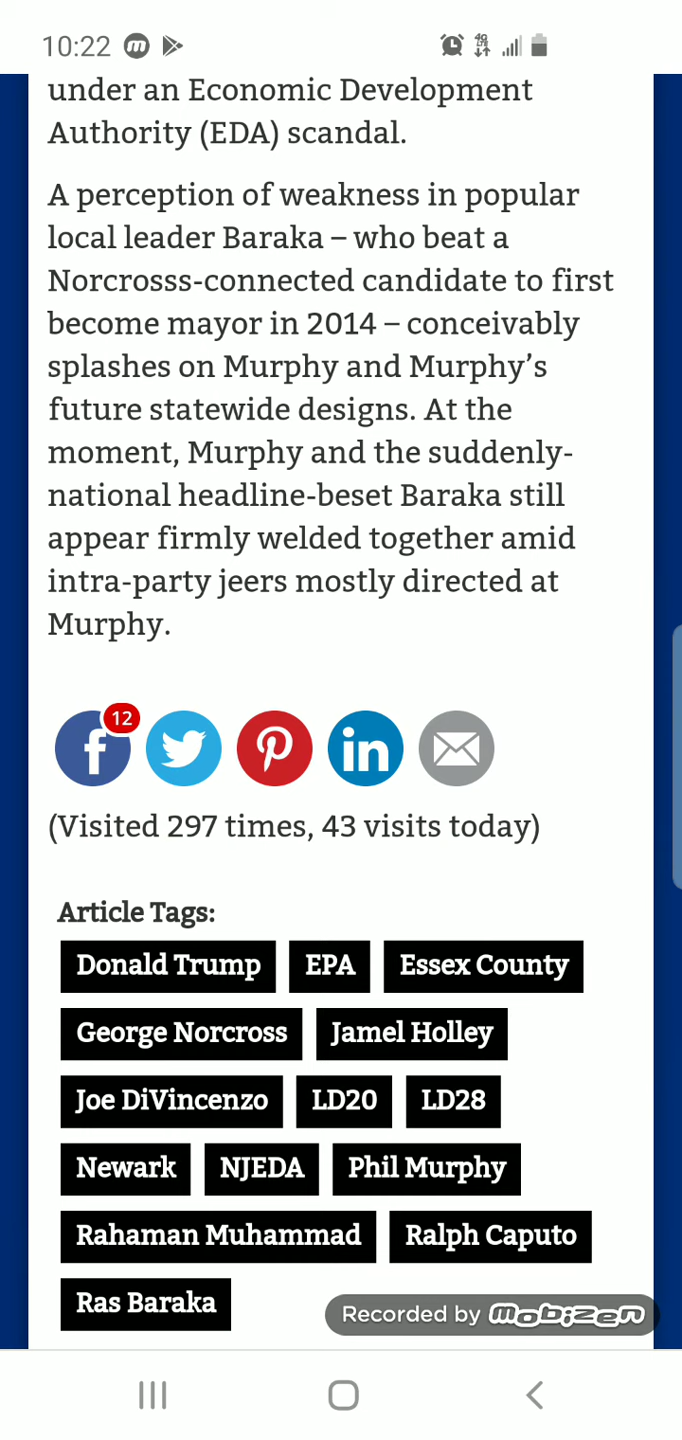 10:22
under an Economic Development
Authority (EDA) scandal.
A perception of weakness in popular
local leader Baraka – who beat a
Norcrosss-connected candidate to first
become mayor in 2014 – conceivably
splashes on Murphy and Murphy’s
future statewide designs. At the
moment, Murphy and the suddenly-
national headline-beset Baraka still
appear firmly welded together amid
intra-party jeers mostly directed at
Murphy.
12
(Visited 297 times, 43 visits today)
Article Tags:
Donald Trump EPA Essex County
George Norcross Jamel Holley
Joe DiVincenzo LD20 LD28
Newark NJEDA Phil Murphy
Rahaman Muhammad Ralph Caputo
Ras Baraka
Recorded by mobizen